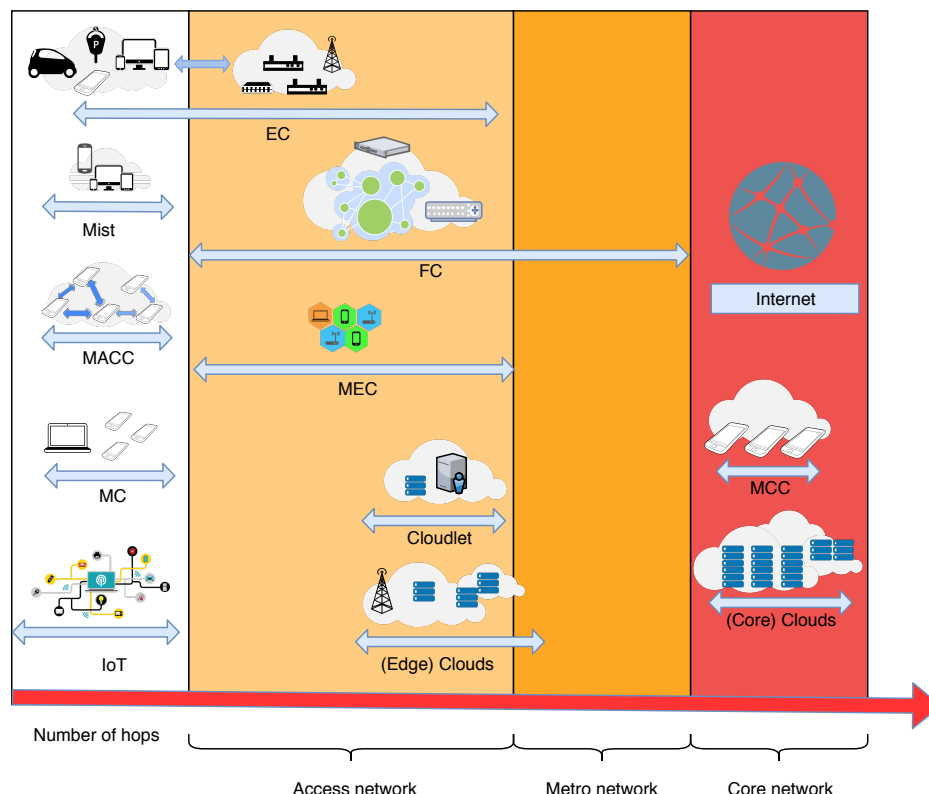 P
EC
Mist
FC
Internet
MACC
MEC
MC
MCC
Cloudlet
(Core) Clouds
IoT
(Edge) Clouds
Number of hops
Access network
Metro network
Core network